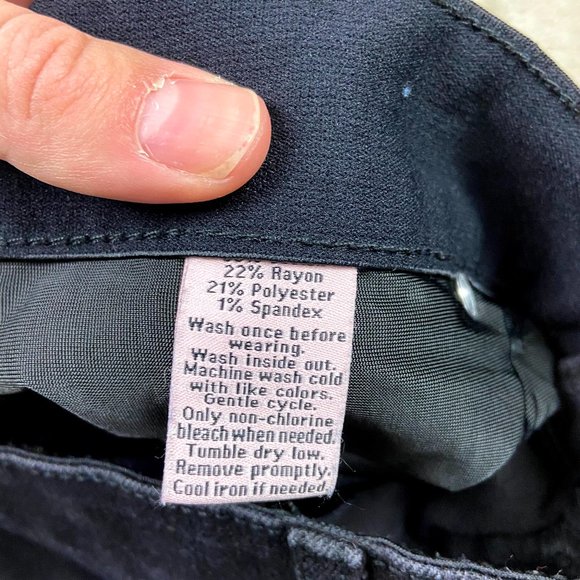 22% Rayon
21% Polyester
1% Spandex
Wash once before
wearing.
Wash inside out.
Machine wash cold
with like colors.
Gentle cycle.
Only non-chlorine
bleach when needed.
Tumble dry low.
Remove promptly.
Cool iron if needed.